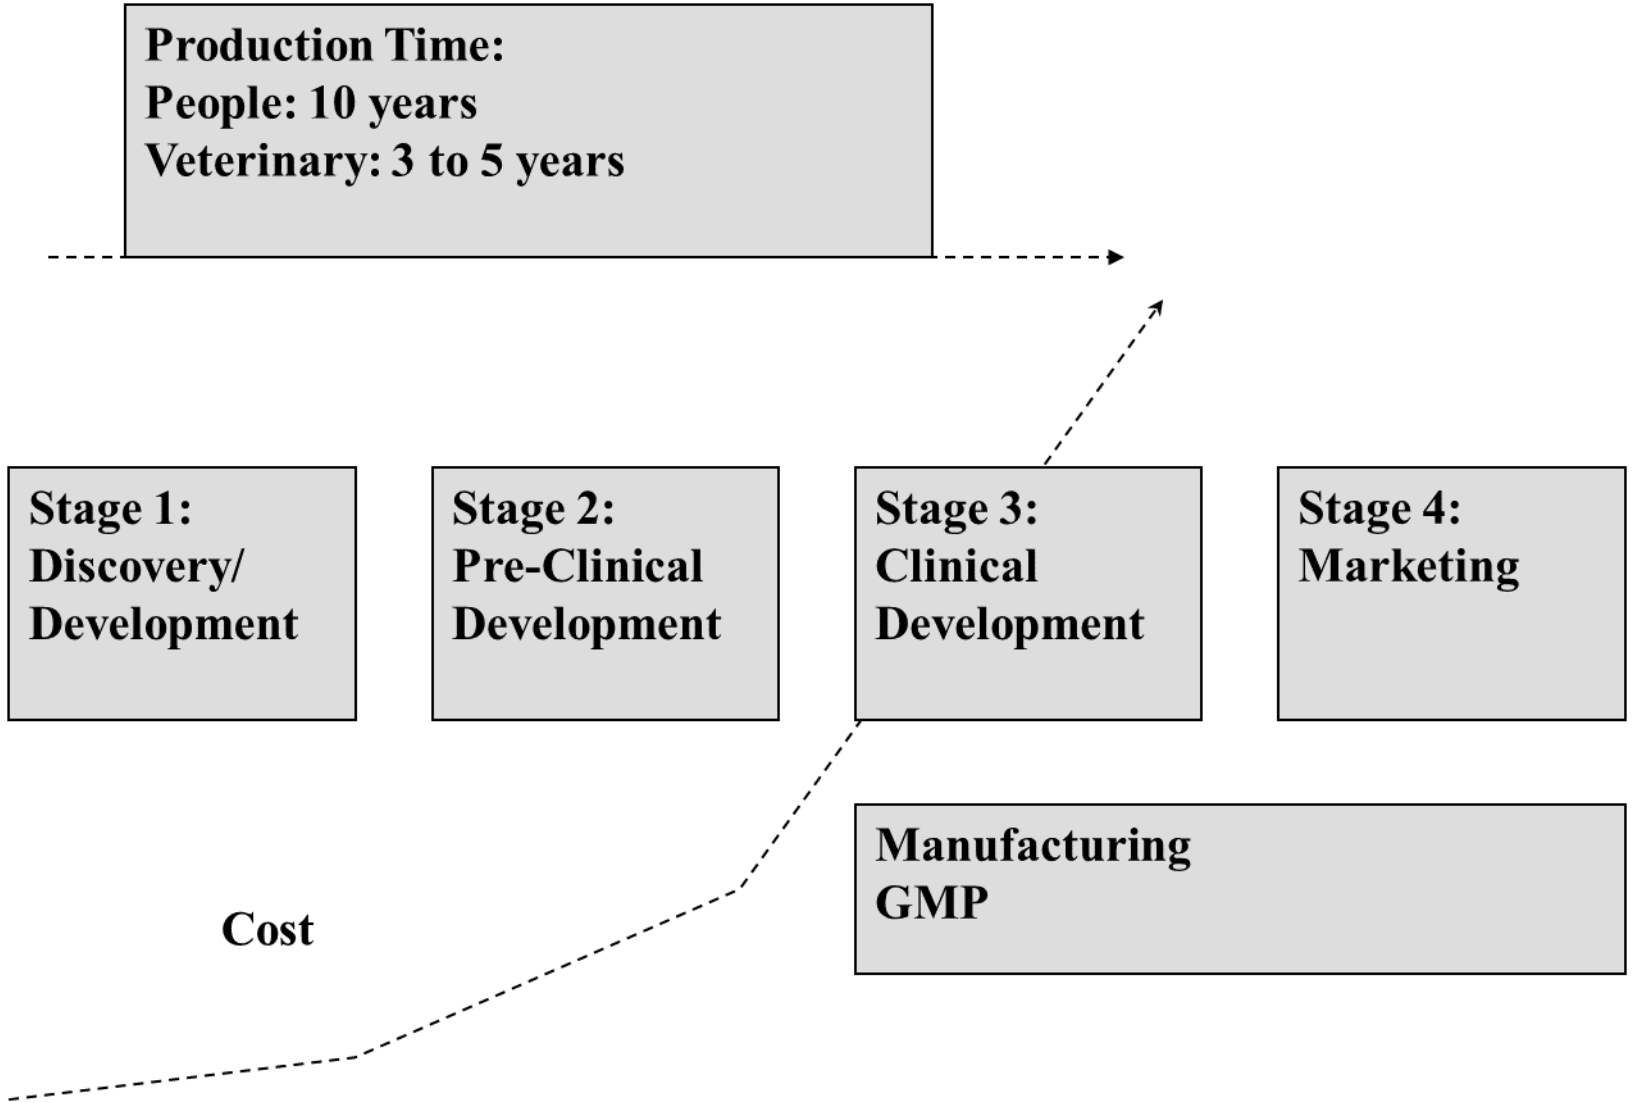 Production Time:
People: 10 years
Veterinary: 3 to 5 years
Stage 1:
Discovery/
Development
Stage 2:
Pre-Clinical
Development
Stage 3:
Clinical
Development
Stage 4:
Marketing
Manufacturing
GMP
Cost